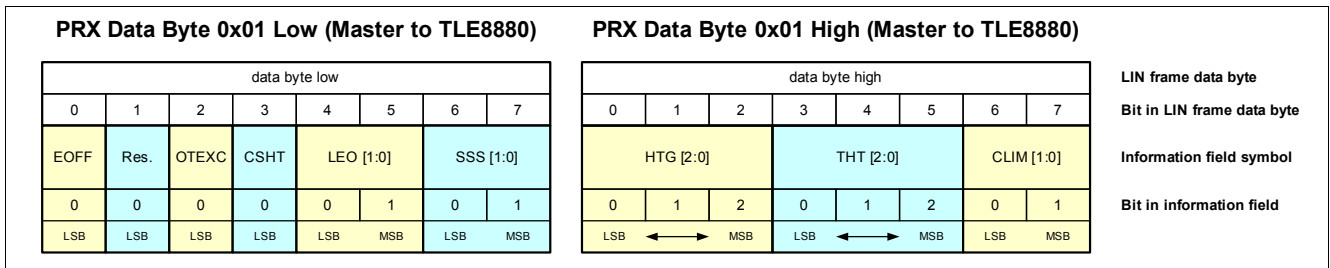 PRX Data Byte 0x01 Low (Master to TLE8880) PRX Data Byte 0x01 High (Master to TLE8880)
data byte low data byte high LIN frame data byte
0 1 2 3 4 5 6 7 0 1 2 3 4 5 6 7 Bit in LIN frame data byte
EOFF Res. OTEXC CSHT LEO [1:0] SSS [1:0] HTG [2:0] THT [2:0] CLIM [1:0] Information field symbol
0 0 0 0 0 1 0 1 0 1 2 0 1 2 0 1 Bit in information field
LSB LSB LSB LSB LSB MSB LSB MSB LSB MSB LSB MSB LSB MSB